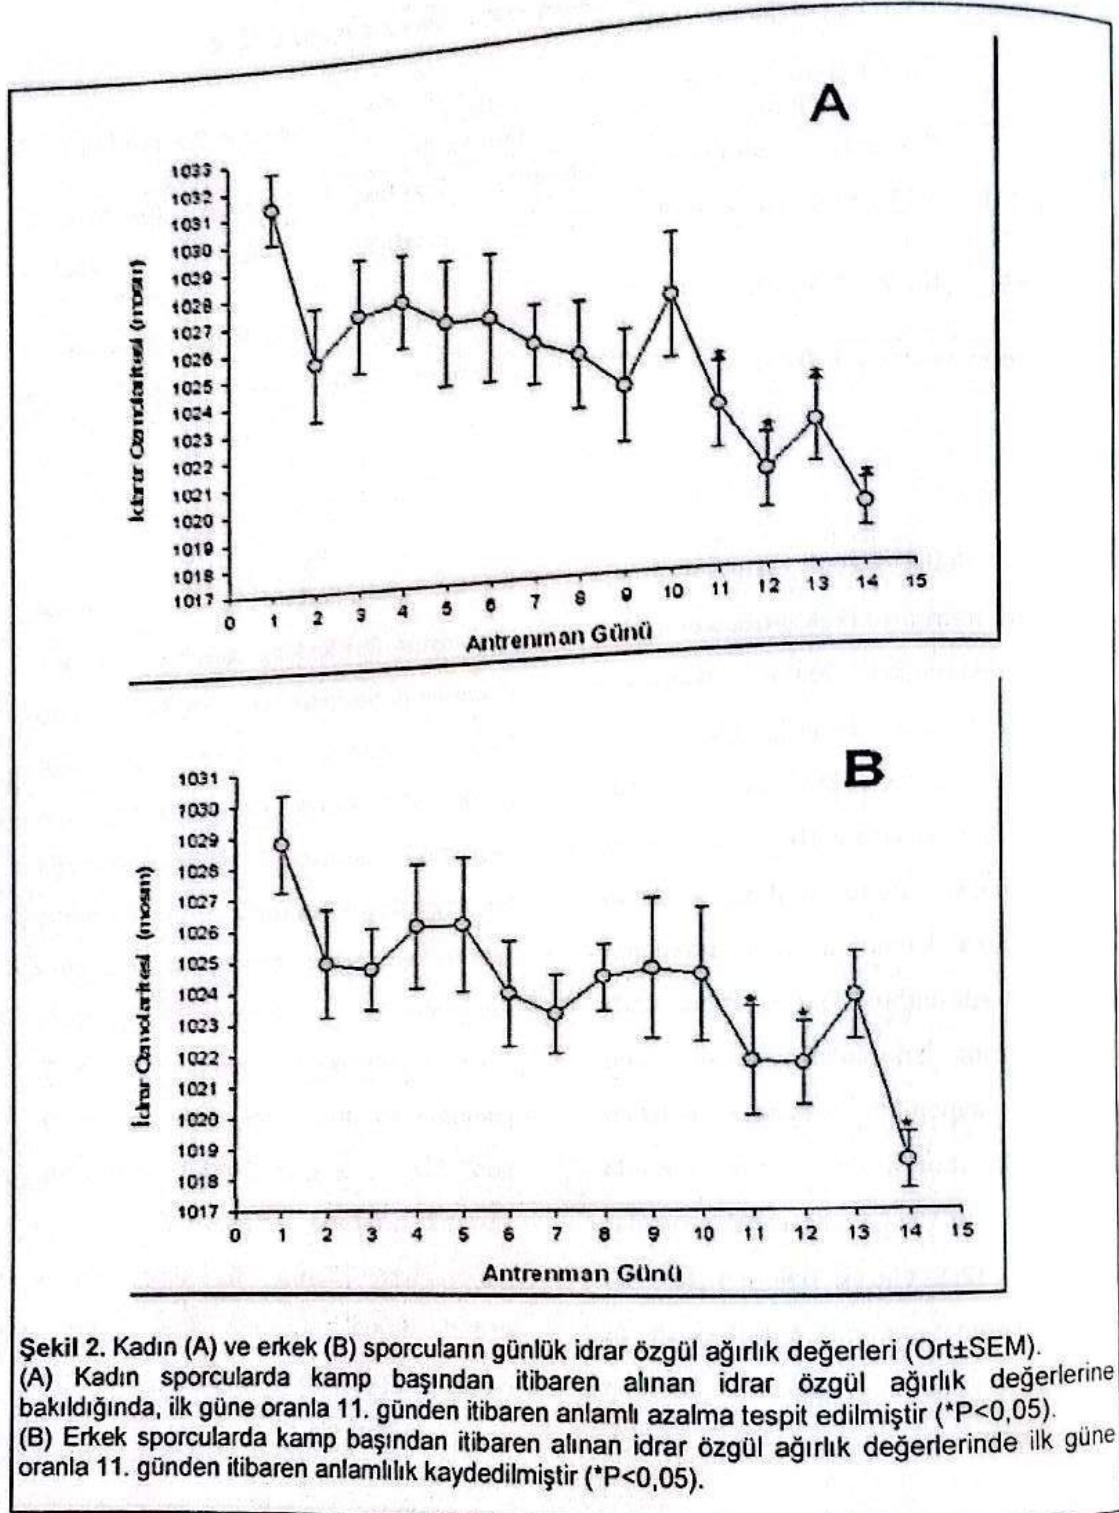 A
1033
1032
1031
1030
1029
1028
1027
1026
1025
1024
1023
1022
1021
1020
1019
1018
1017
İdrar Ozmolaritesi (mosm)
0 1 2 3 4 5 6 7 8 9 10 11 12 13 14 15
Antrenman Günü
B
1031
1030
1029
1028
1027
1026
1025
1024
1023
1022
1021
1020
1019
1018
1017
İdrar Ozmolaritesi (mosm)
0 1 2 3 4 5 6 7 8 9 10 11 12 13 14 15
Antrenman Günü
Şekil 2. Kadın (A) ve erkek (B) sporcuların günlük idrar özgül ağırlık değerleri (Ort±SEM).
(A) Kadın sporcularda kamp başından itibaren alınan idrar özgül ağırlık değerlerine
bakıldığında, ilk güne oranla 11. günden itibaren anlamlı azalma tespit edilmiştir (*P<0,05).
(B) Erkek sporcularda kamp başından itibaren alınan idrar özgül ağırlık değerlerinde ilk güne
oranla 11. günden itibaren anlamlılık kaydedilmiştir (*P<0,05).